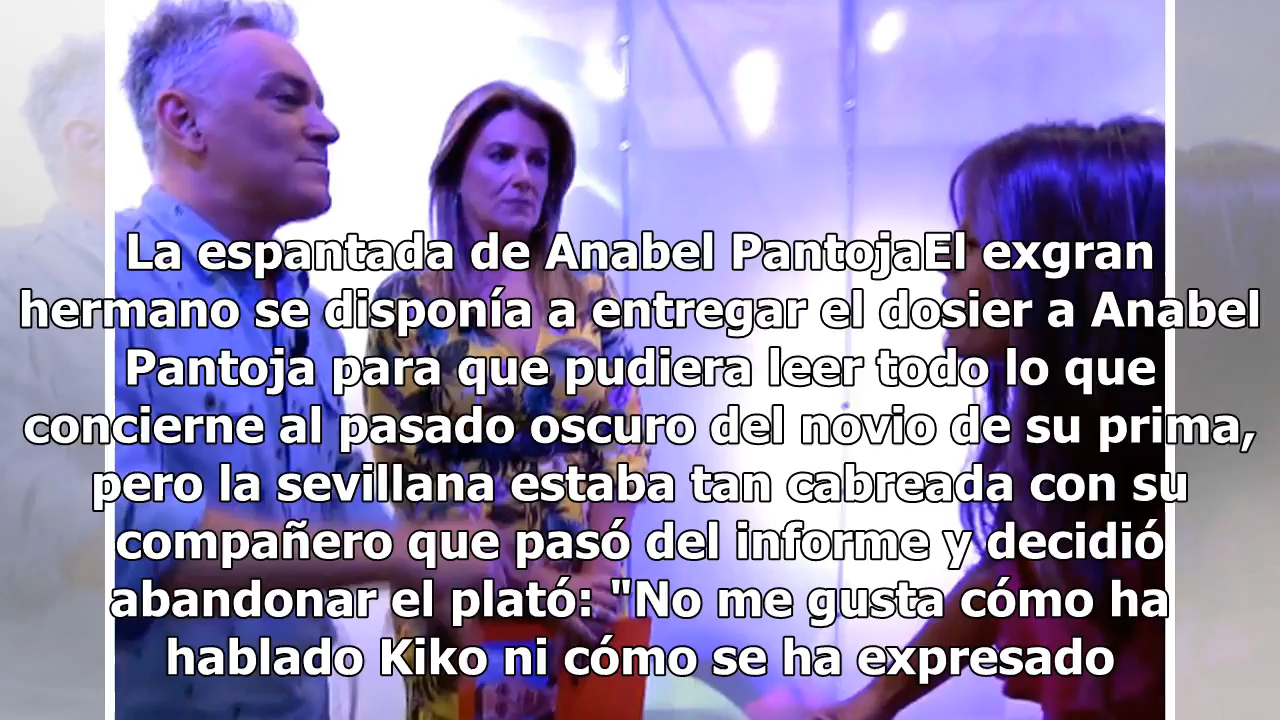 La espantada de Anabel PantojaEl exgran
hermano se disponía a entregar el dosier a Anabel
Pantoja para que pudiera leer todo lo que
concierne al pasado oscuro del novio de su prima,
pero la sevillana estaba tan cabreada con su
compañero que pasó del informe y decidió
abandonar el plató: "No me gusta cómo ha
hablado Kiko ni cómo se ha expresado